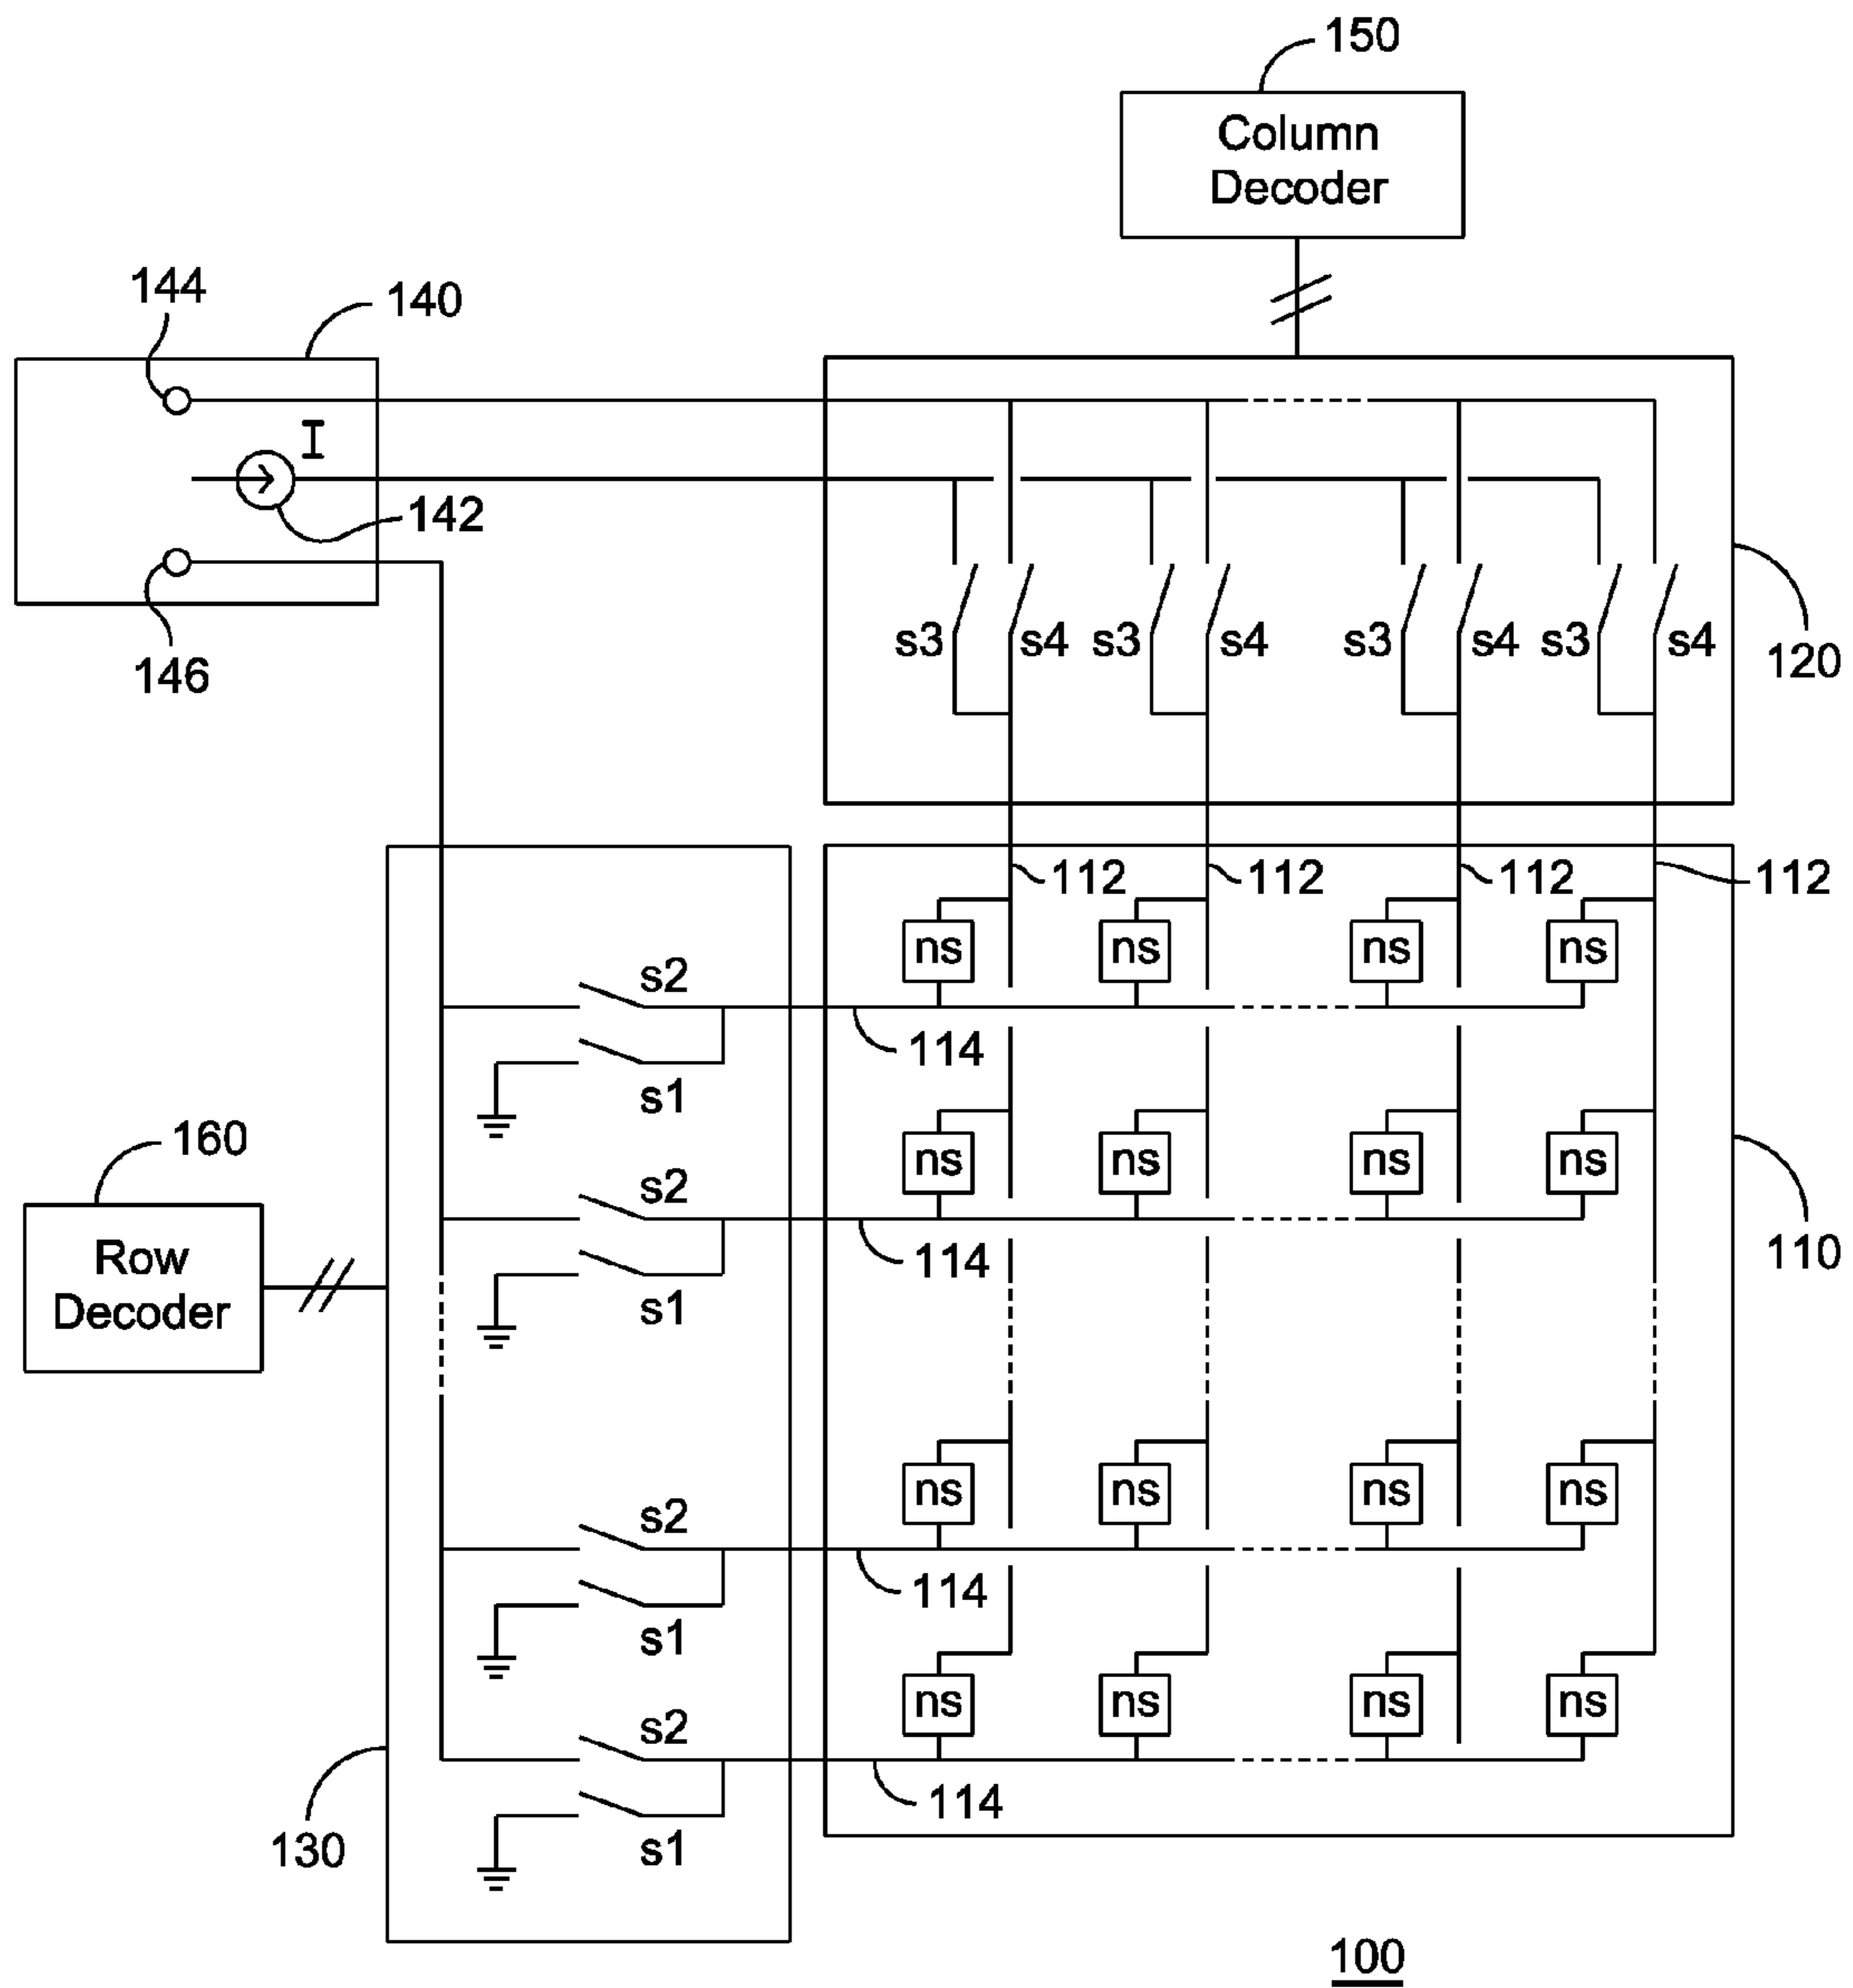 150
Column
Decoder
144
140
I
142
146
s3 s4 s3 s4 s3 s4 s3 s4
120
112 112 112 112
ns ns ns ns
s2
114
s1
160
ns ns ns ns
s2
Row
Decoder
114
s1
110
ns ns ns ns
s2
114
s1
ns ns ns ns
s2
114
130
s1
100